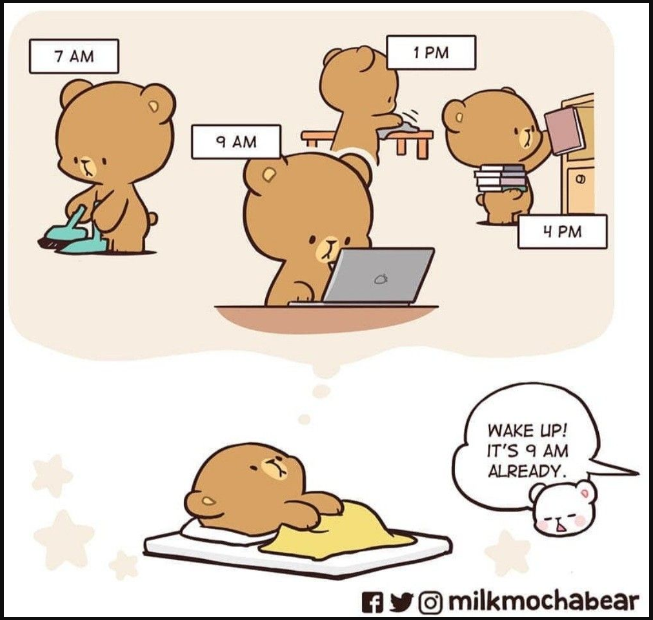 7 AM
1 PM
9 AM
4 PM
WAKE UP!
IT'S 9 AM
ALREADY.
milkmochabear